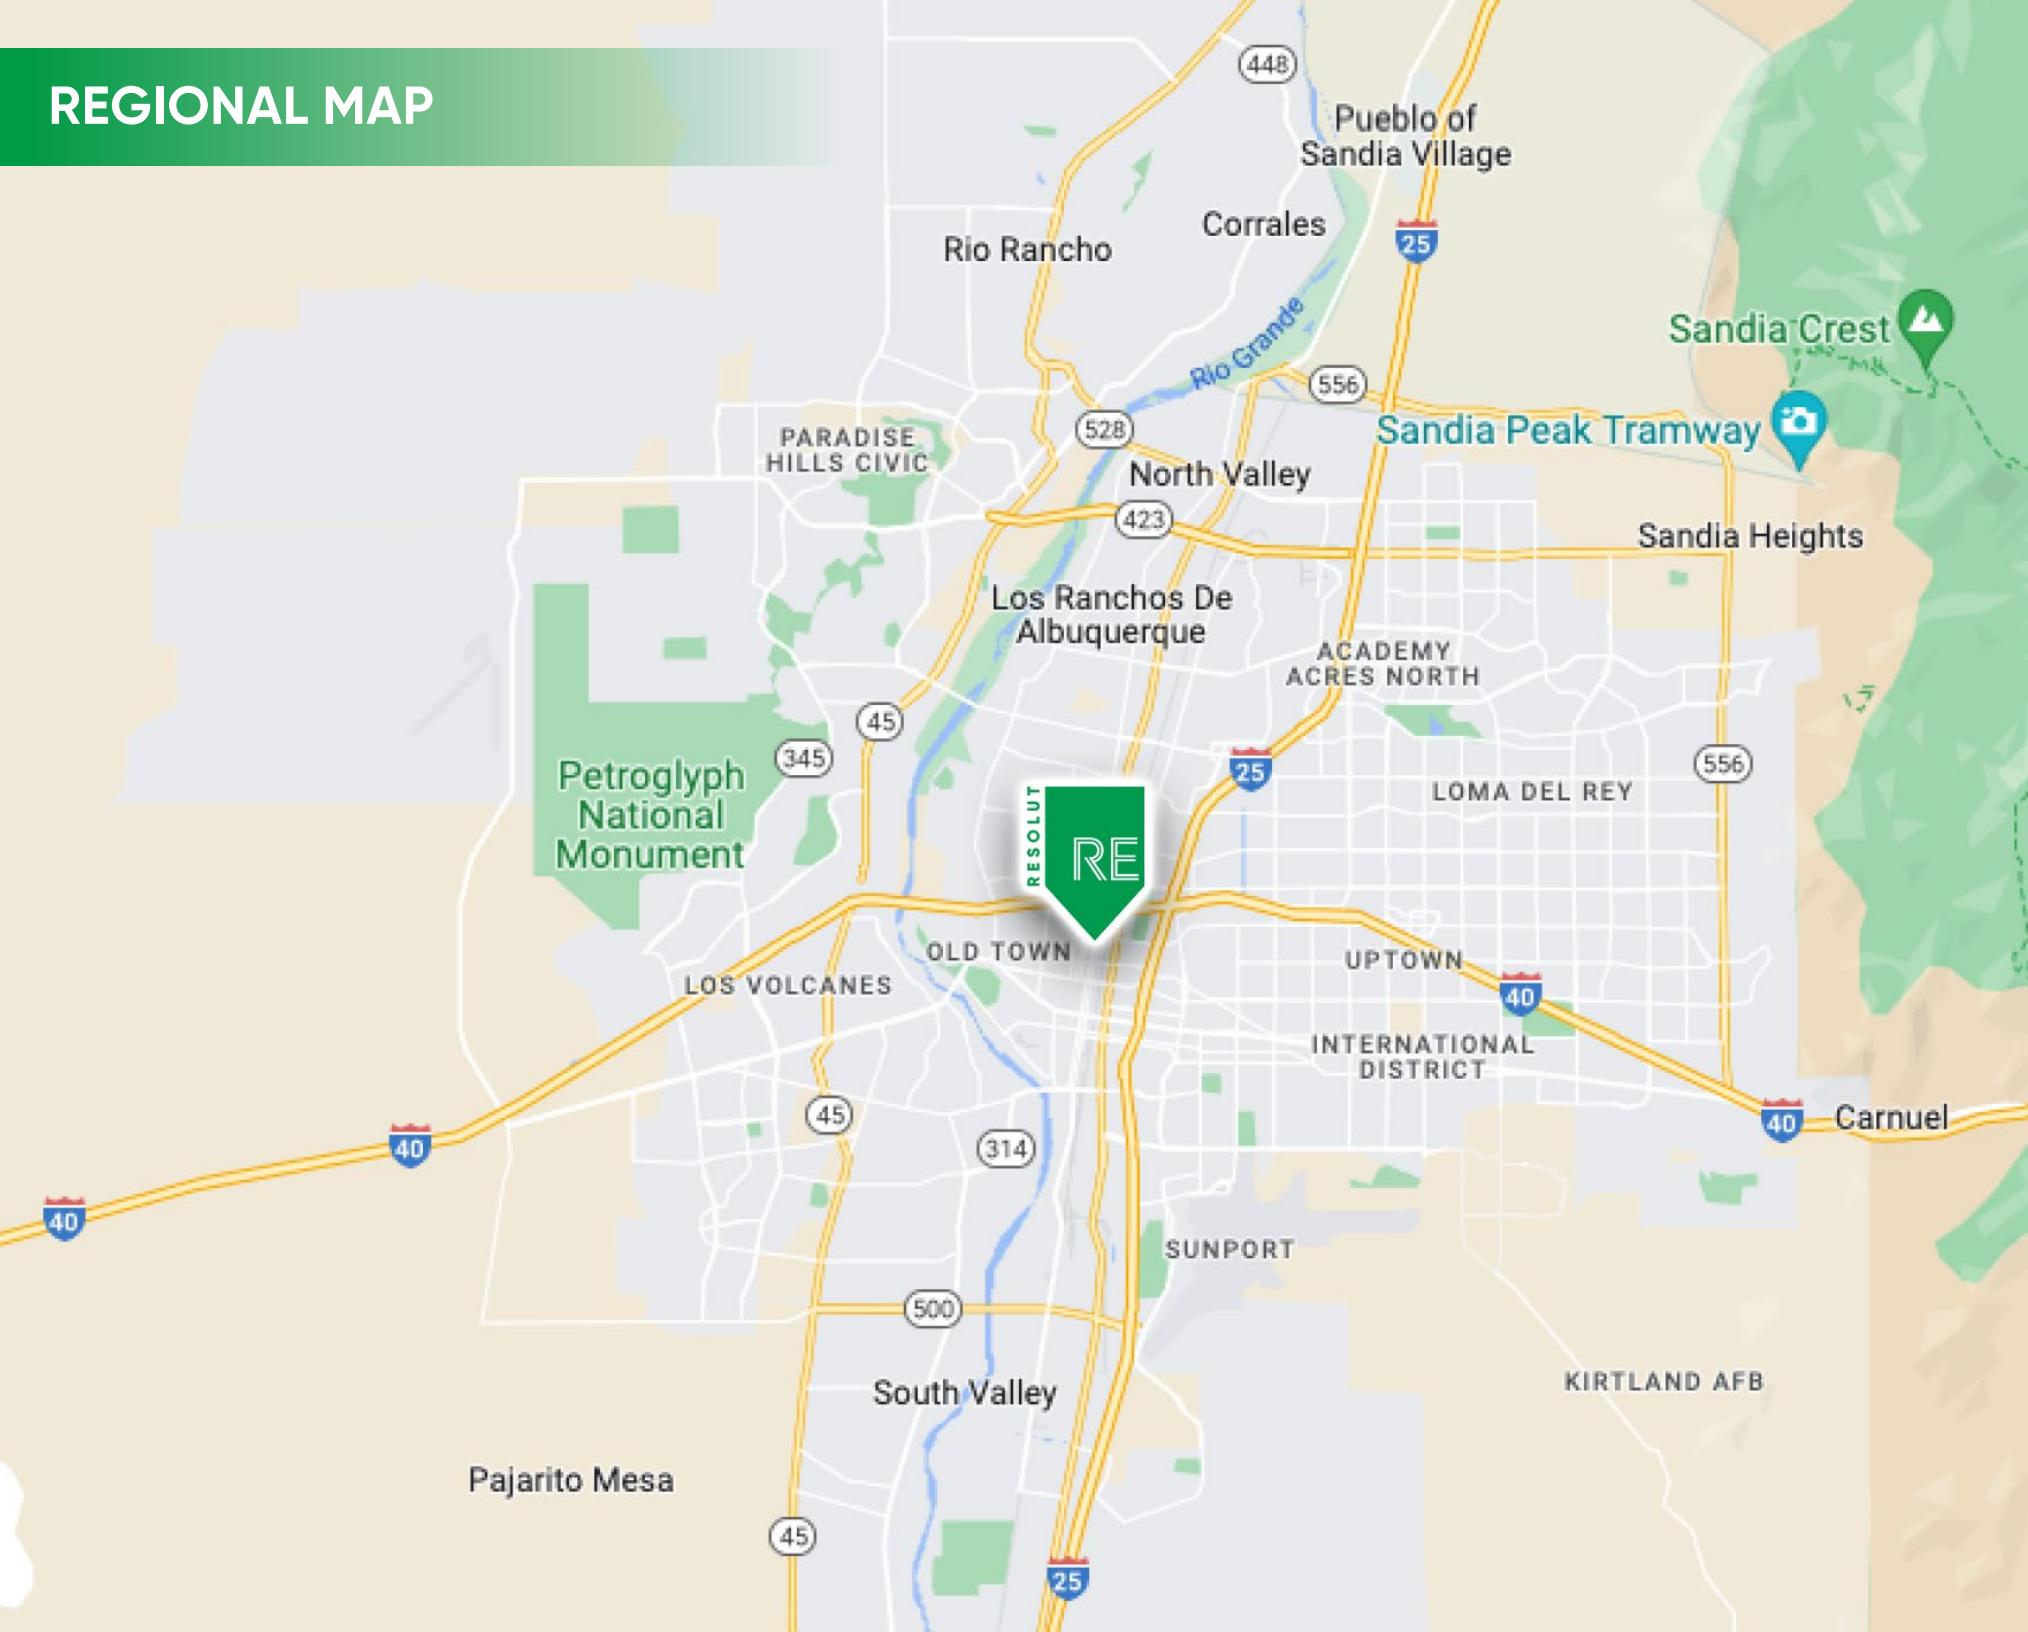 REGIONAL MAP
448
Pueblo of
Sandia Village
Corrales
Rio Rancho
25
Rio Grande
Sandia Crest
556
Sandia Peak Tramway
528
PARADISE
HILLS CIVIC
North Valley
423
Sandia Heights
Los Ranchos De
Albuquerque
ACADEMY
ACRES NORTH
45
345
25
556
Petroglyph
National
Monument
LOMA DEL REY
RESOLUT
RE
OLD TOWN
UPTOWN
LOS VOLCANES
40
INTERNATIONAL
DISTRICT
45
40
Carnuel
40
314
40
SUNPORT
500
KIRTLAND AFB
South Valley
Pajarito Mesa
45
25